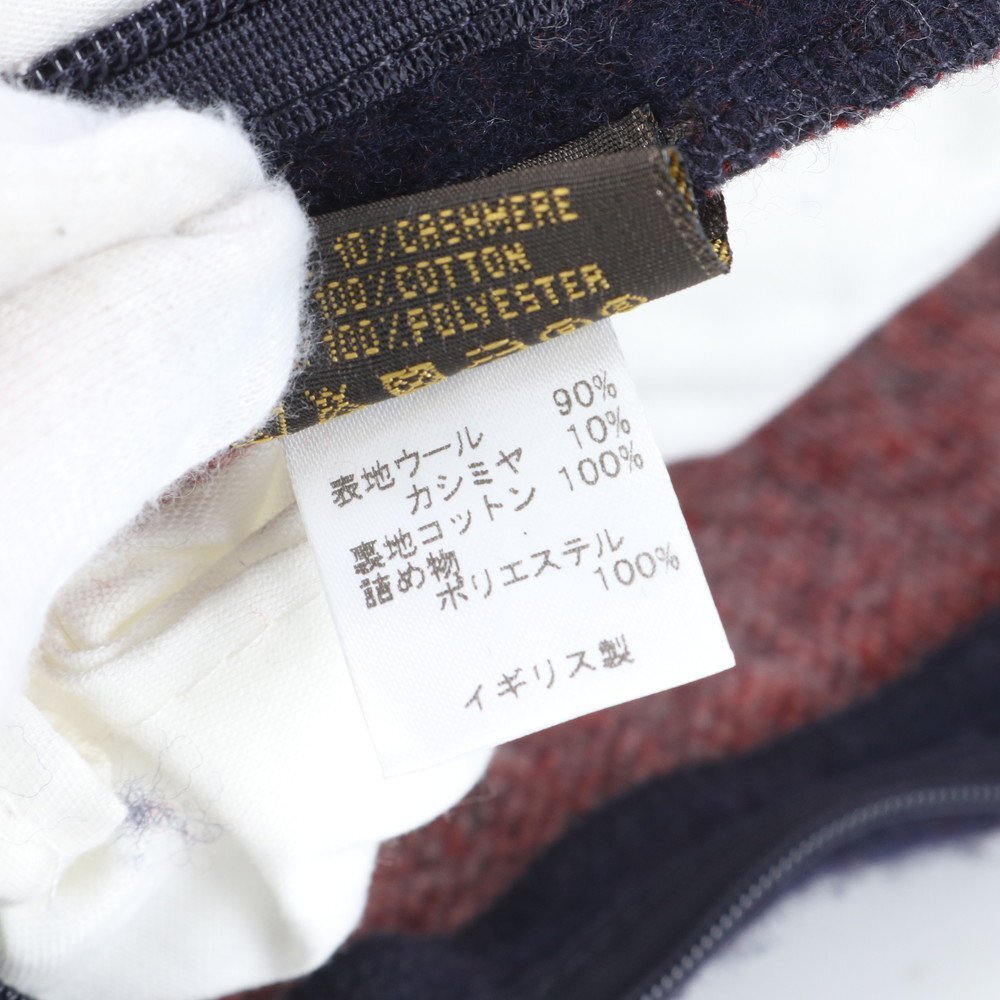 10% CASHMERE
100% COTTON
100% POLYESTER
表地ウール 90%
カシミヤ 10%
裏地コットン 100%
詰め物
ポリエステル
100%
イギリス製